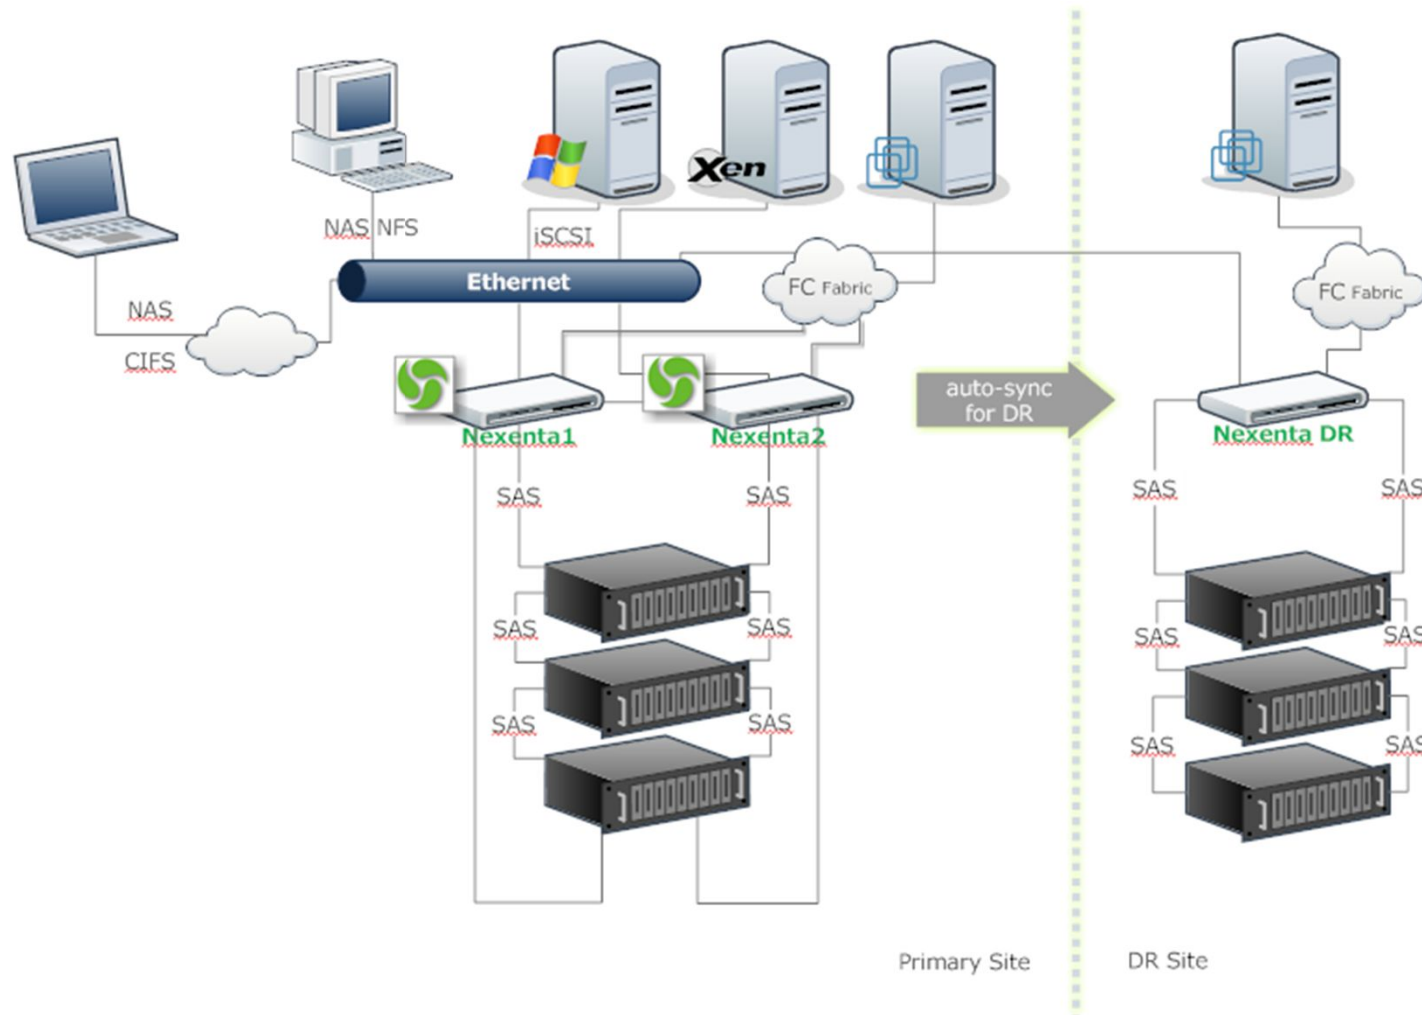 NAS NFS
iSCSI
Xen
Ethernet
FC Fabric
FC Fabric
NAS
CIFS
auto-sync
for DR
Nexenta1
Nexenta2
Nexenta DR
SAS
SAS
SAS
SAS
SAS
SAS
SAS
SAS
SAS
SAS
SAS
SAS
Primary Site
DR Site